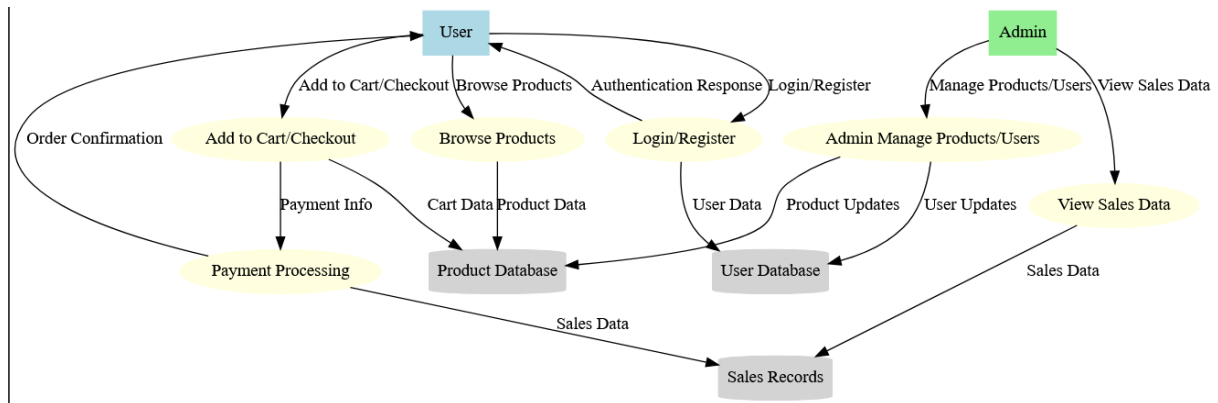 User
Admin
Add to Cart/Checkout
Browse Products
Authentication Response
Login/Register
Manage Products/Users
View Sales Data
Order Confirmation
Add to Cart/Checkout
Browse Products
Login/Register
Admin Manage Products/Users
Payment Info
Cart Data
Product Data
User Data
Product Updates
User Updates
View Sales Data
Payment Processing
Product Database
User Database
Sales Data
Sales Data
Sales Records